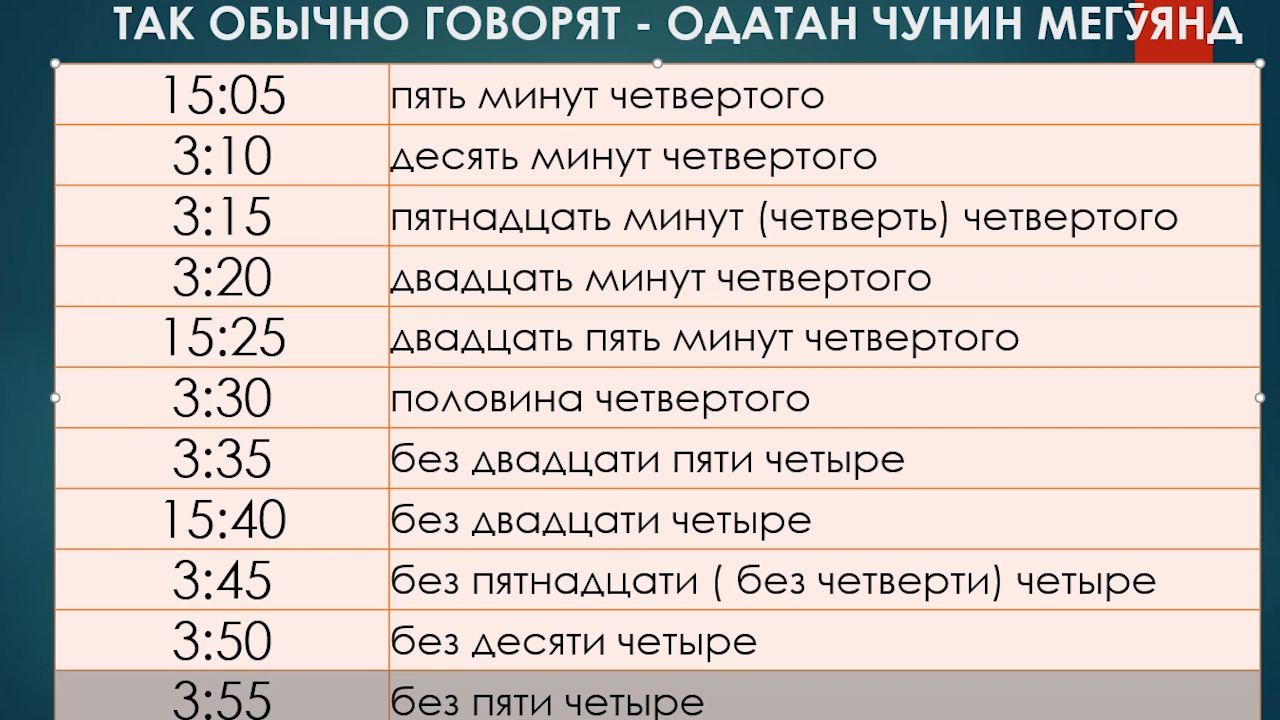 ТАК ОБЫЧНО ГОВОРЯТ - ОДАТАН ЧУНИН МЕГӮЯНД
15:05 пять минут четвертого
3:10 десять минут четвертого
3:15 пятнадцать минут (четверть) четвертого
3:20 двадцать минут четвертого
15:25 двадцать пять минут четвертого
3:30 половина четвертого
3:35 без двадцати пяти четыре
15:40 без двадцати четыре
3:45 без пятнадцати ( без четверти) четыре
3:50 без десяти четыре
3:55 без пяти четыре